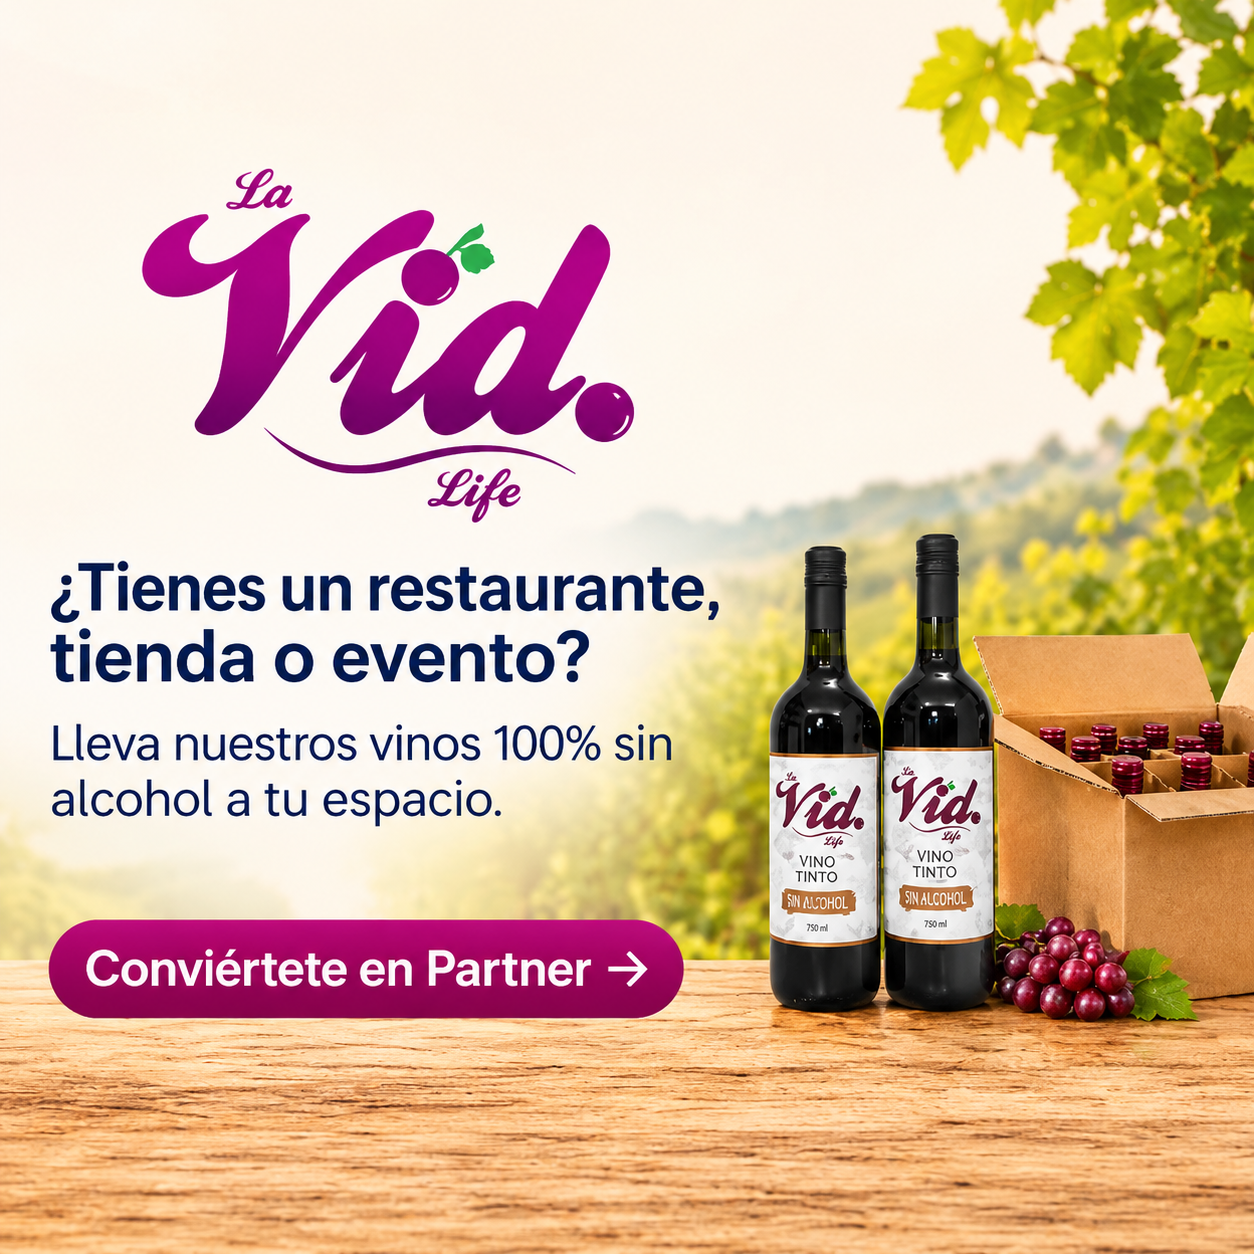 La
Vid.
Life
¿Tienes un restaurante,
tienda o evento?
Lleva nuestros vinos 100% sin
alcohol a tu espacio.
Conviértete en Partner →
La
Vid.
Life
VINO
TINTO
SIN ALCOHOL
750 ml
La
Vid.
Life
VINO
TINTO
SIN ALCOHOL
750 ml